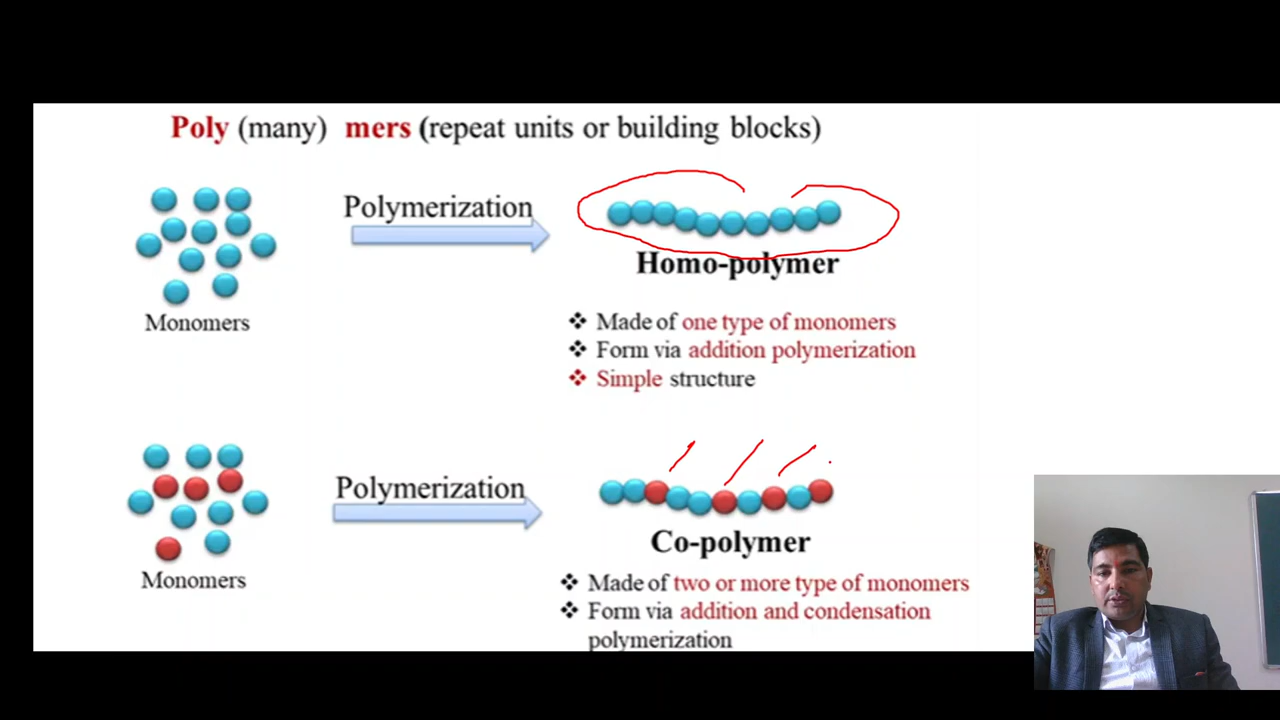 Poly (many) mers (repeat units or building blocks)
Polymerization
Monomers
Homo-polymer
❖ Made of one type of monomers
❖ Form via addition polymerization
❖ Simple structure
Polymerization
Monomers
Co-polymer
❖ Made of two or more type of monomers
❖ Form via addition and condensation
polymerization